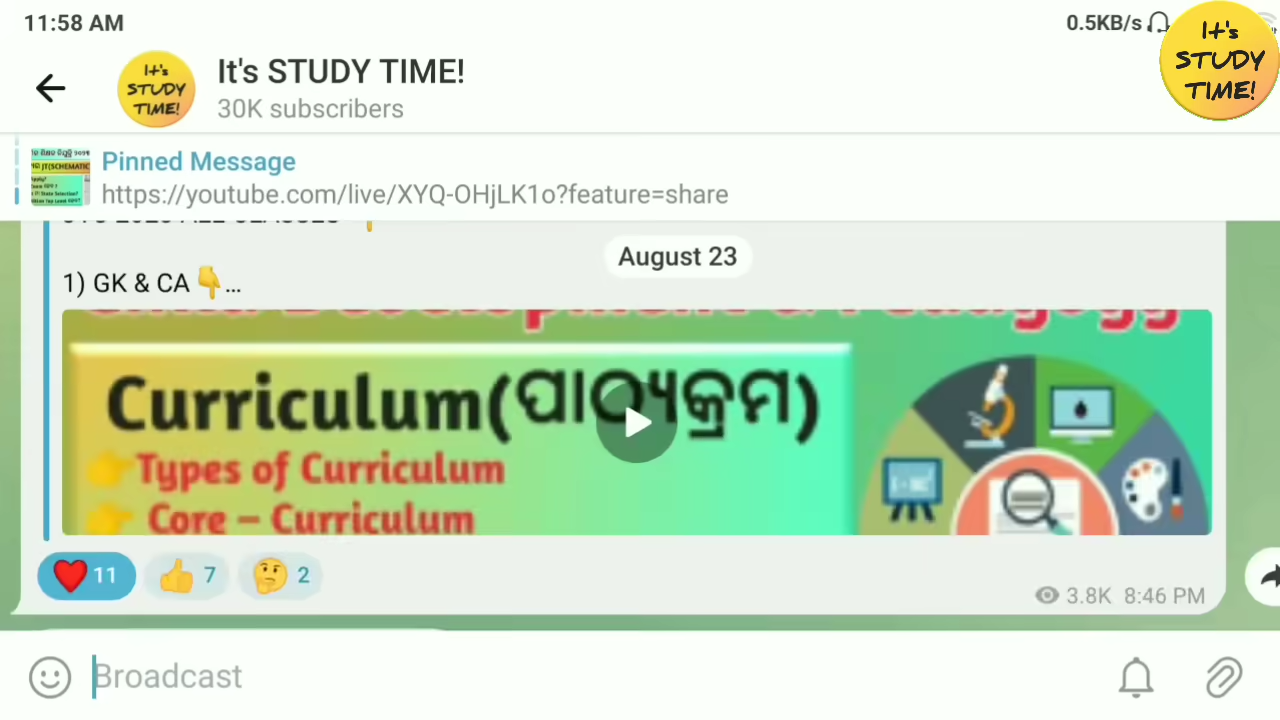 11:58 AM
0.5KB/s
It's
STUDY
TIME!
It's
STUDY
TIME!
It's STUDY TIME!
30K subscribers
Pinned Message
https://youtube.com/live/XYQ-OHjLK1o?feature=share
August 23
1) GK & CA 👇...
Curriculum(ପାଠ୍ୟକ୍ରମ)
👉Types of Curriculum
👉 Core – Curriculum
❤️ 11 👍 7 🤔 2
3.8K 8:46 PM
Broadcast